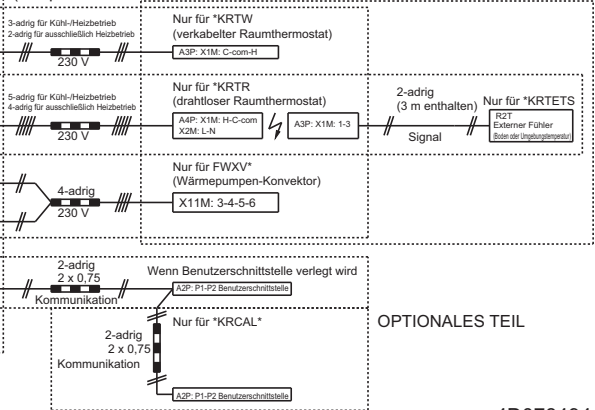 3-adrig für Kühl-/Heizbetrieb
2-adrig für ausschließlich Heizbetrieb
230 V
Nur für *KRTW
(verkabelter Raumthermostat)
A3P: X1M: C-com-H
5-adrig für Kühl-/Heizbetrieb
4-adrig für ausschließlich Heizbetrieb
230 V
Nur für *KRTR
(drahtloser Raumthermostat)
A4P: X1M: H-C-com
X2M: L-N
A3P: X1M: 1-3
2-adrig
(3 m enthalten)
Signal
Nur für *KRTETS
R2T
Externer Fühler
(Boden oder Umgebungstemperatur)
4-adrig
230 V
Nur für FWXV*
(Wärmepumpen-Konvektor)
X11M: 3-4-5-6
2-adrig
2 x 0,75
Kommunikation
Wenn Benutzerschnittstelle verlegt wird
A2P: P1-P2 Benutzerschnittstelle
Nur für *KRCAL*
2-adrig
2 x 0,75
Kommunikation
A2P: P1-P2 Benutzerschnittstelle
OPTIONALES TEIL